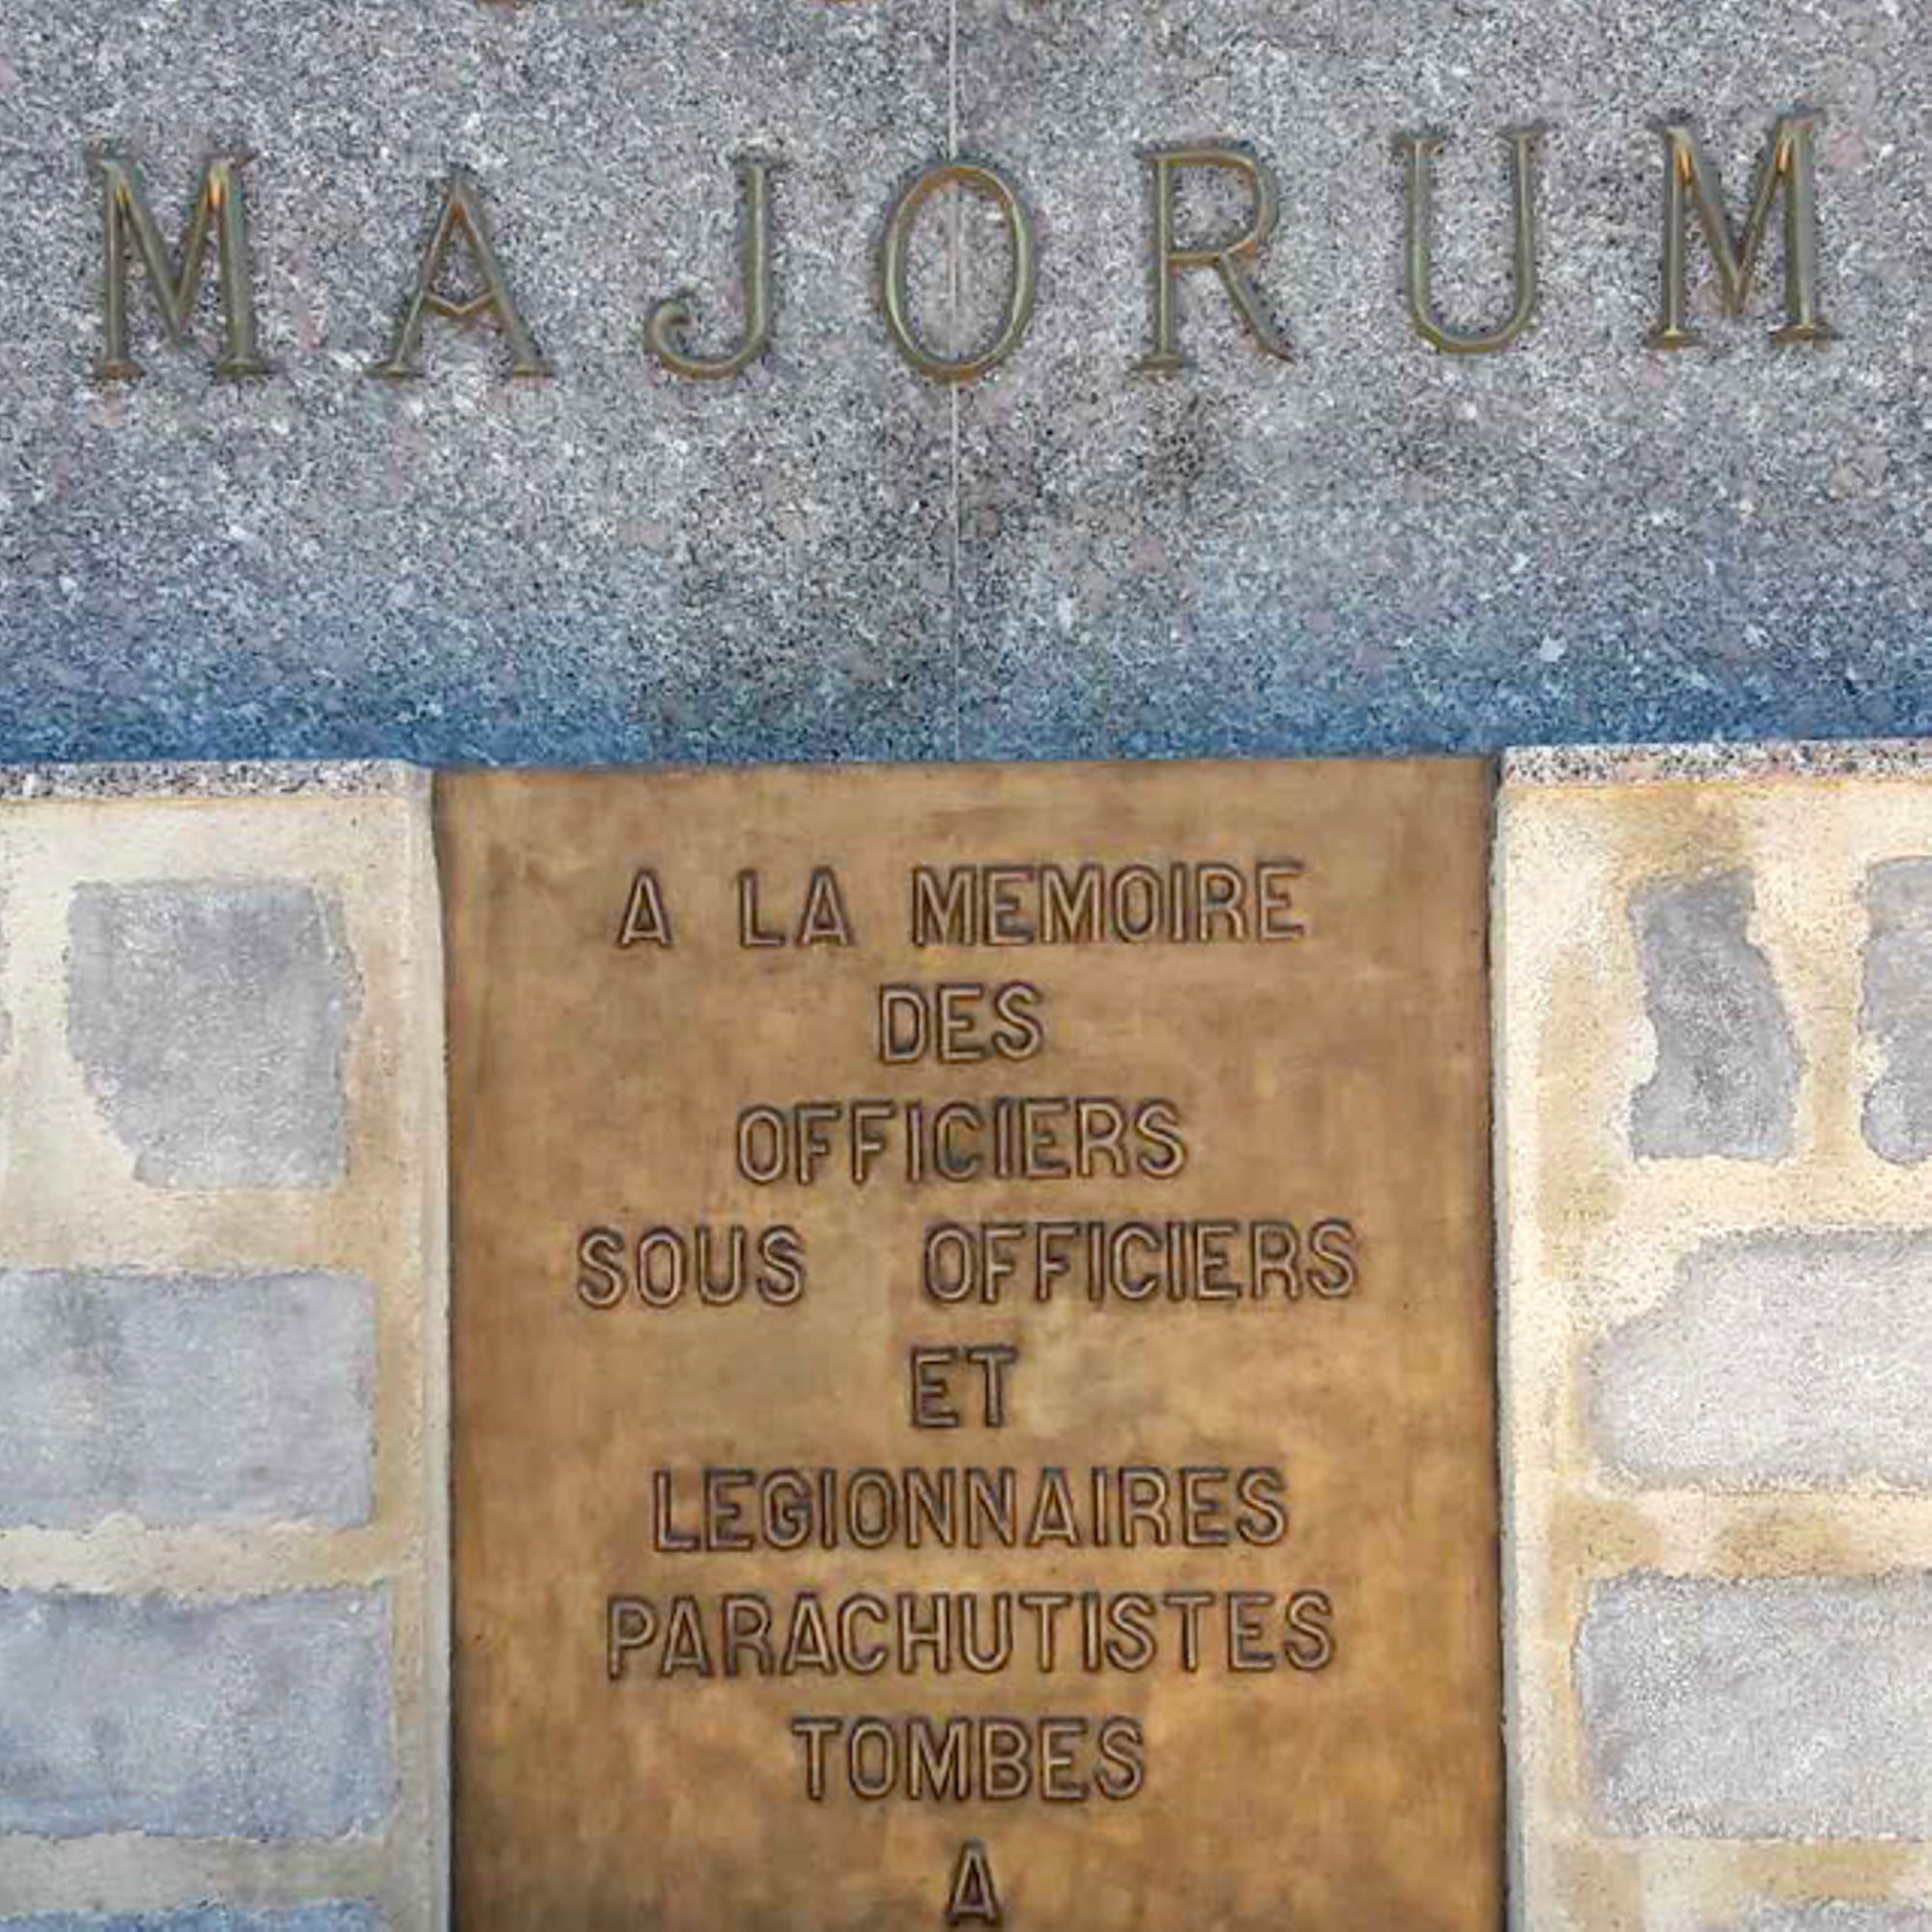 MAJORUM
A LA MEMOIRE
DES
OFFICIERS
SOUS OFFICIERS
ET
LEGIONNAIRES
PARACHUTISTES
TOMBES
A